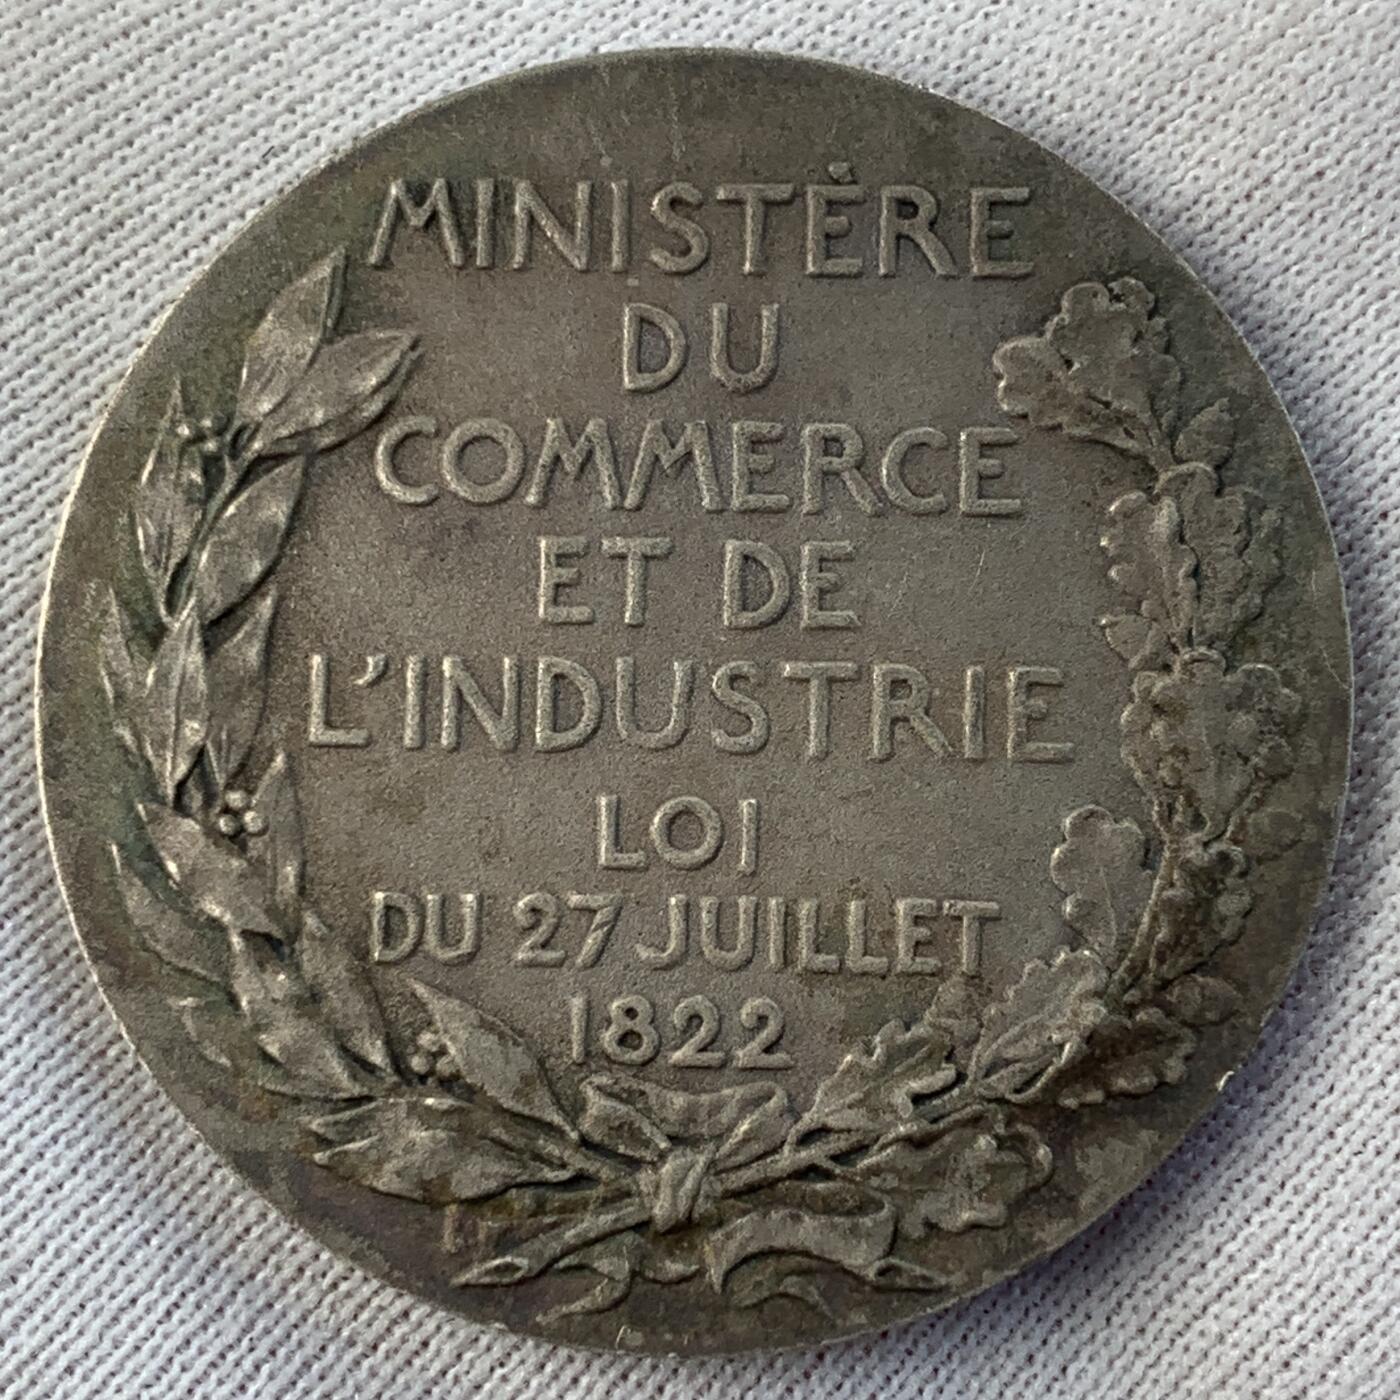 MINISTÈRE
DU
COMMERCE
ET DE
L'INDUSTRIE
LOI
DU 27 JUILLET
1822